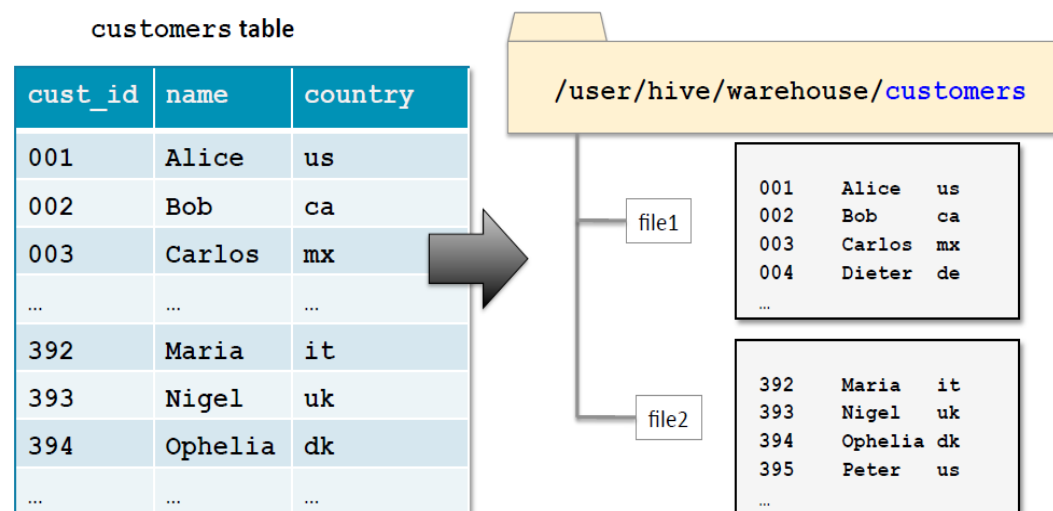 customers table
cust_id name country
001 Alice us
002 Bob ca
003 Carlos mx
... ... ...
392 Maria it
393 Nigel uk
394 Ophelia dk
... ... ...
/user/hive/warehouse/customers
file1
001 Alice us
002 Bob ca
003 Carlos mx
004 Dieter de
...
file2
392 Maria it
393 Nigel uk
394 Ophelia dk
395 Peter us
...